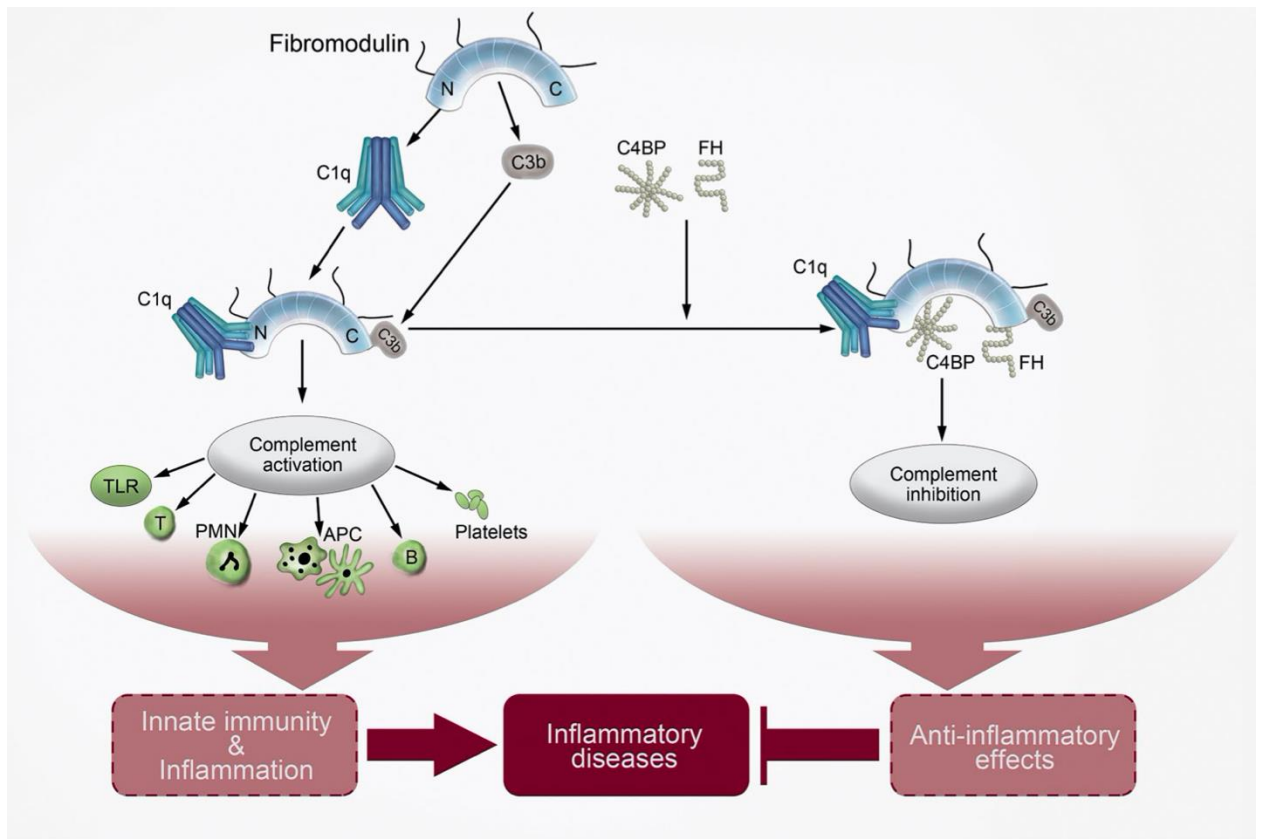 Fibromodulin
N
C
C1q
C3b
C4BP
FH
C1q
N
C
C3b
C1q
C3b
C4BP
FH
Complement
activation
Complement
inhibition
TLR
T
PMN
APC
B
Platelets
Innate immunity
&
Inflammation
Inflammatory
diseases
Anti-inflammatory
effects